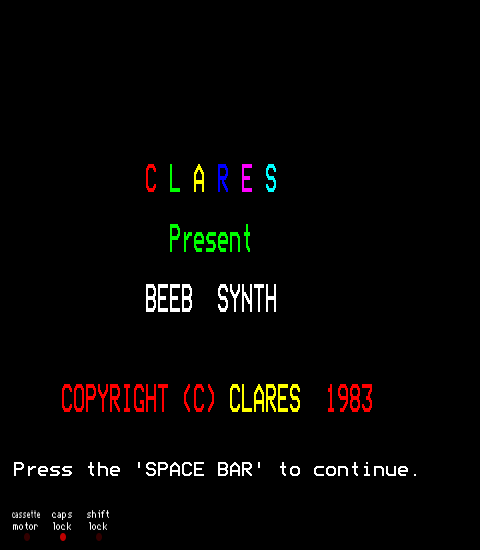 C L A R E S
Present
BEEB  SYNTH
COPYRIGHT (C) CLARES  1983
Press the 'SPACE BAR' to continue.
cassette caps shift
motor lock lock